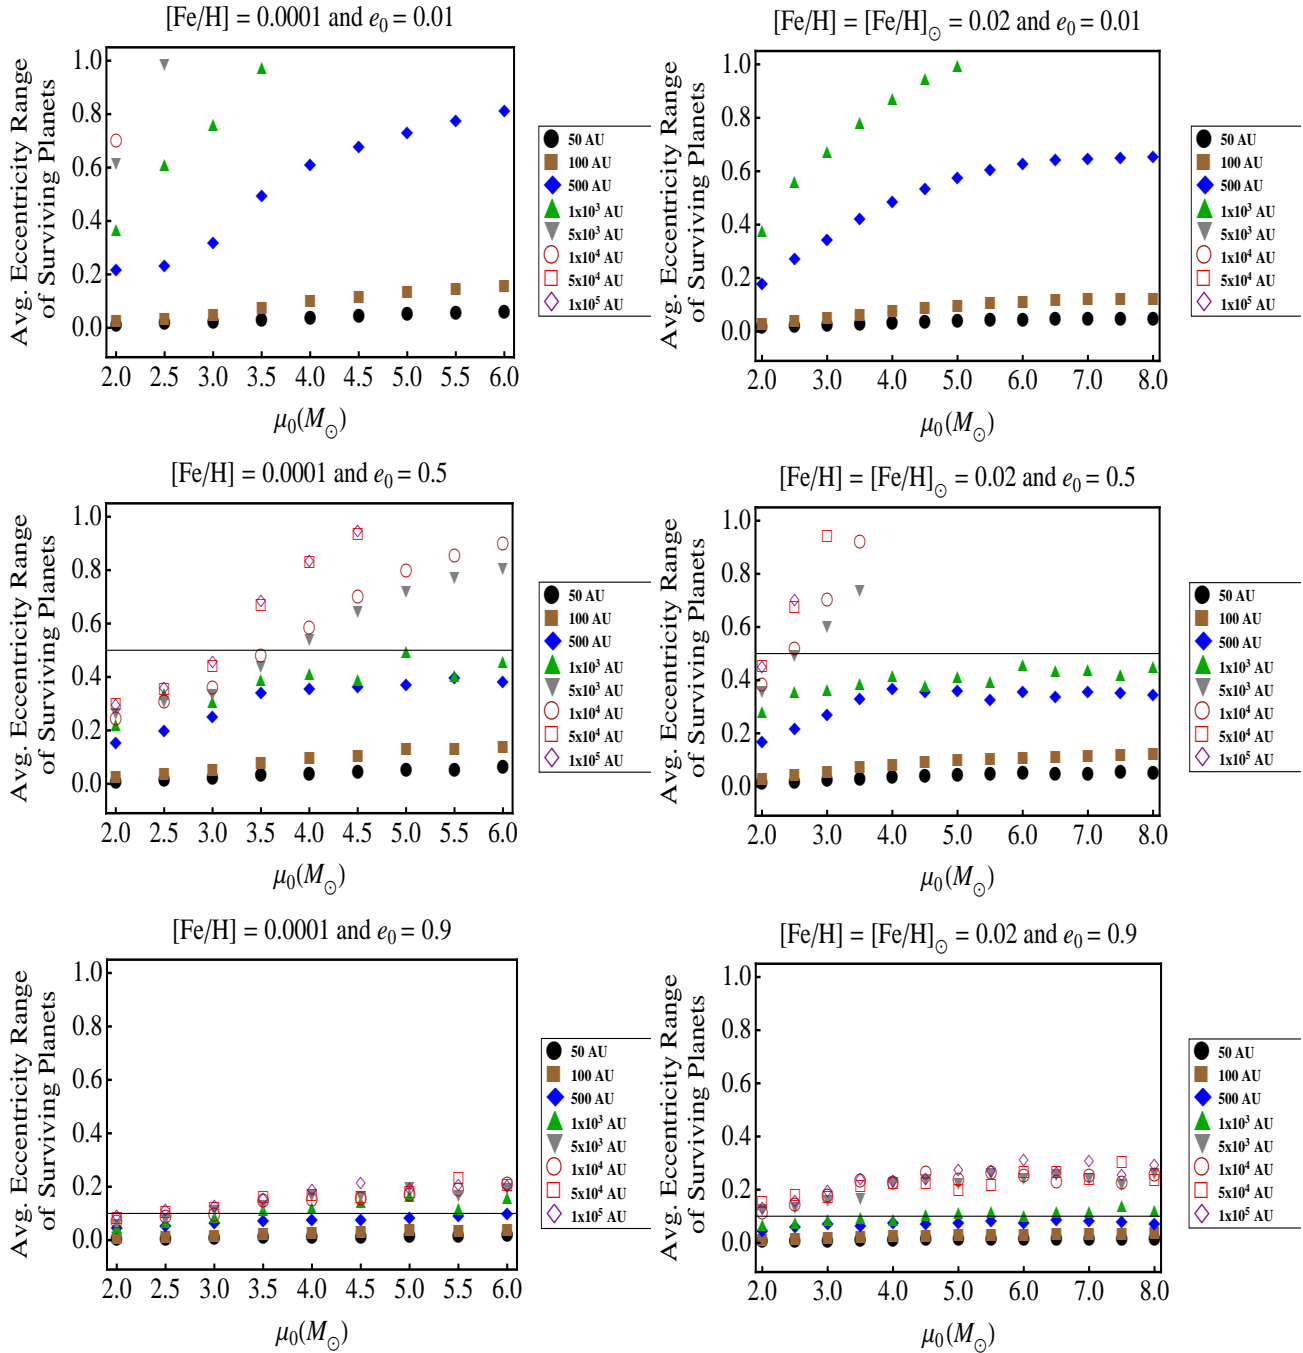 [Fe/H] = 0.0001 and e₀ = 0.01
Avg. Eccentricity Range
of Surviving Planets
1.0
0.8
0.6
0.4
0.2
0.0
2.0 2.5 3.0 3.5 4.0 4.5 5.0 5.5 6.0
μ₀(M☉)
50 AU
100 AU
500 AU
1x10³ AU
5x10³ AU
1x10⁴ AU
5x10⁴ AU
1x10⁵ AU
[Fe/H] = [Fe/H]☉ = 0.02 and e₀ = 0.01
Avg. Eccentricity Range
of Surviving Planets
1.0
0.8
0.6
0.4
0.2
0.0
2.0 3.0 4.0 5.0 6.0 7.0 8.0
μ₀(M☉)
50 AU
100 AU
500 AU
1x10³ AU
5x10³ AU
1x10⁴ AU
5x10⁴ AU
1x10⁵ AU
[Fe/H] = 0.0001 and e₀ = 0.5
Avg. Eccentricity Range
of Surviving Planets
1.0
0.8
0.6
0.4
0.2
0.0
2.0 2.5 3.0 3.5 4.0 4.5 5.0 5.5 6.0
μ₀(M☉)
50 AU
100 AU
500 AU
1x10³ AU
5x10³ AU
1x10⁴ AU
5x10⁴ AU
1x10⁵ AU
[Fe/H] = [Fe/H]☉ = 0.02 and e₀ = 0.5
Avg. Eccentricity Range
of Surviving Planets
1.0
0.8
0.6
0.4
0.2
0.0
2.0 3.0 4.0 5.0 6.0 7.0 8.0
μ₀(M☉)
50 AU
100 AU
500 AU
1x10³ AU
5x10³ AU
1x10⁴ AU
5x10⁴ AU
1x10⁵ AU
[Fe/H] = 0.0001 and e₀ = 0.9
Avg. Eccentricity Range
of Surviving Planets
1.0
0.8
0.6
0.4
0.2
0.0
2.0 2.5 3.0 3.5 4.0 4.5 5.0 5.5 6.0
μ₀(M☉)
50 AU
100 AU
500 AU
1x10³ AU
5x10³ AU
1x10⁴ AU
5x10⁴ AU
1x10⁵ AU
[Fe/H] = [Fe/H]☉ = 0.02 and e₀ = 0.9
Avg. Eccentricity Range
of Surviving Planets
1.0
0.8
0.6
0.4
0.2
0.0
2.0 3.0 4.0 5.0 6.0 7.0 8.0
μ₀(M☉)
50 AU
100 AU
500 AU
1x10³ AU
5x10³ AU
1x10⁴ AU
5x10⁴ AU
1x10⁵ AU